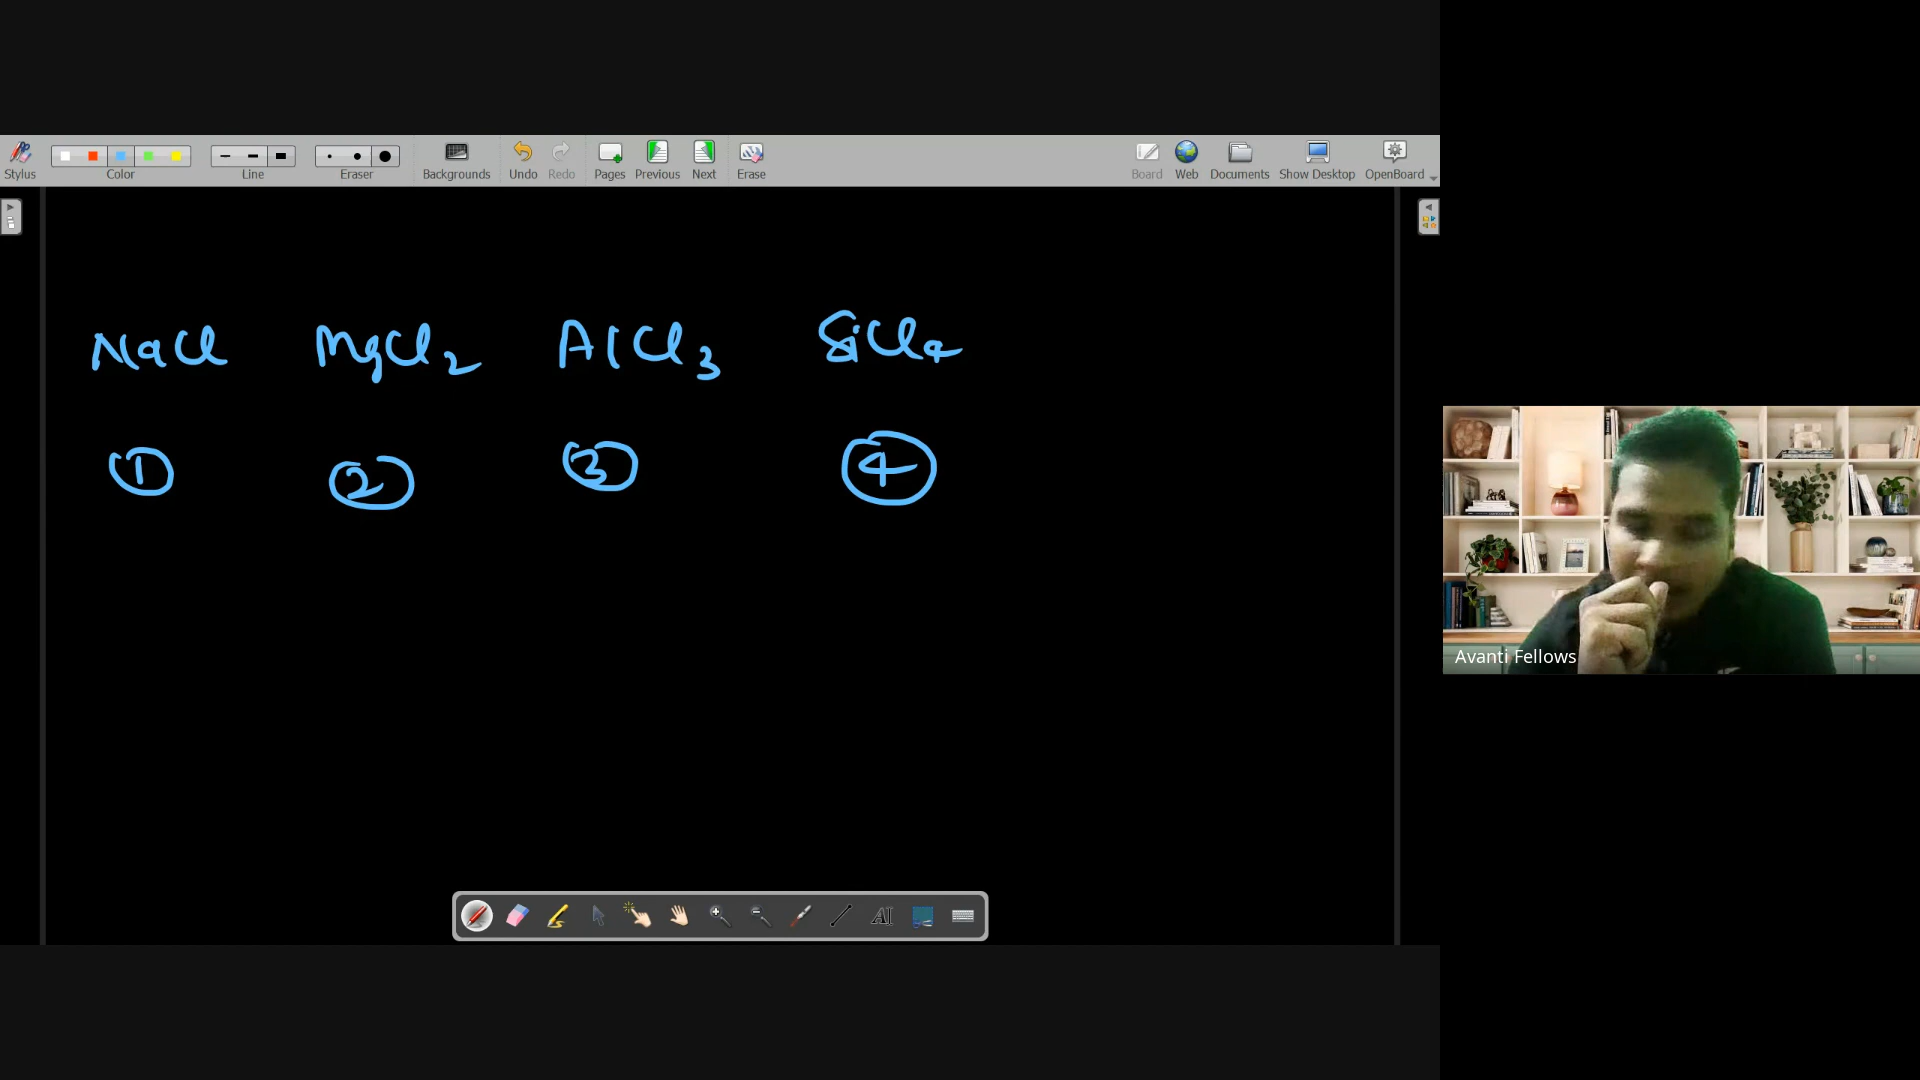 Stylus Color Line Eraser Backgrounds Undo Redo Pages Previous Next Erase Board Web Documents Show Desktop OpenBoard
NaCl MgCl2 AlCl3 SiCl4
1 2 3 4
Avanti Fellows
AI